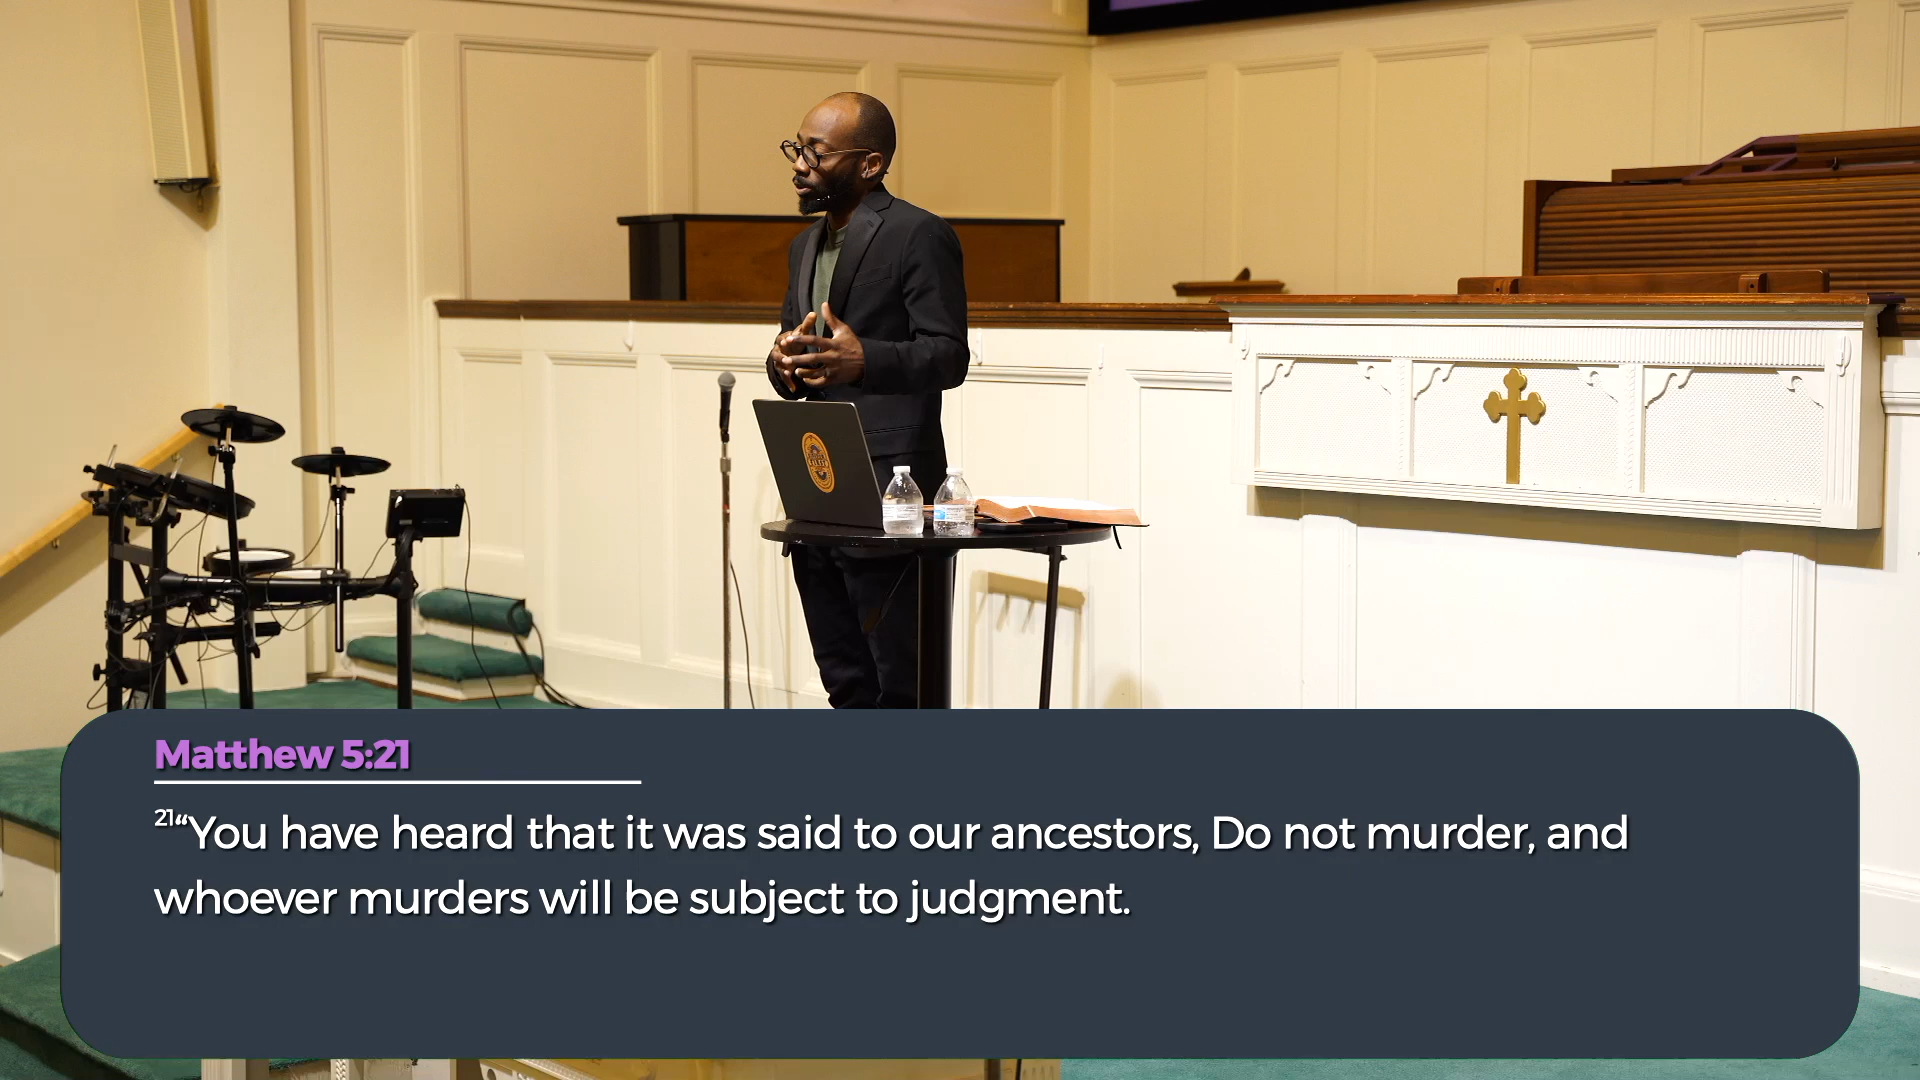 Matthew 5:21
21“You have heard that it was said to our ancestors, Do not murder, and
whoever murders will be subject to judgment.